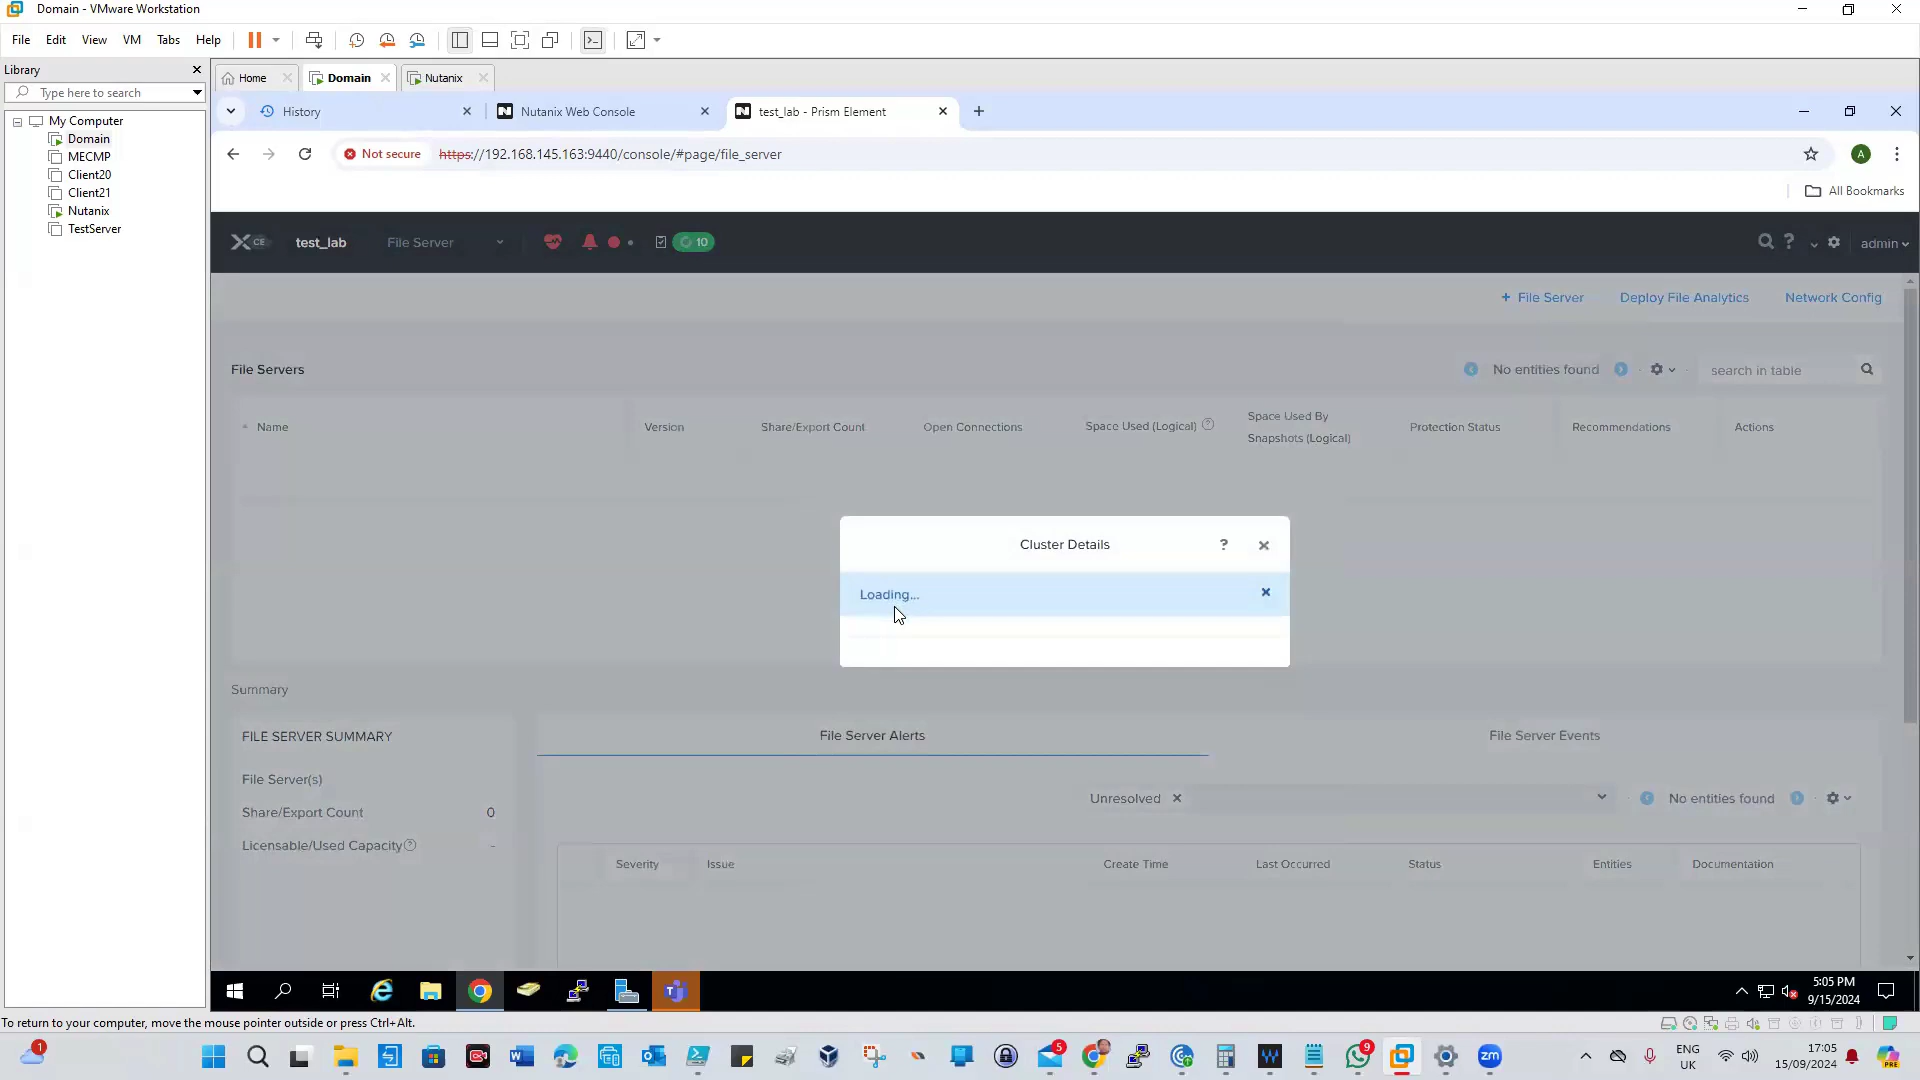 Domain - VMware Workstation
File Edit View VM Tabs Help
Library
Type here to search
My Computer
Domain
MECMP
Client20
Client21
Nutanix
TestServer
Home
Domain
Nutanix
History
Nutanix Web Console
test_lab - Prism Element
Not secure
https://192.168.145.163:9440/console/#page/file_server
A
All Bookmarks
X CE
test_lab
File Server
10
?
admin
+ File Server
Deploy File Analytics
Network Config
File Servers
No entities found
search in table
Name
Version
Share/Export Count
Open Connections
Space Used (Logical)
Space Used By
Snapshots (Logical)
Protection Status
Recommendations
Actions
Cluster Details
?
Loading...
Summary
FILE SERVER SUMMARY
File Server(s)
Share/Export Count 0
Licensable/Used Capacity -
File Server Alerts
File Server Events
Unresolved
No entities found
Severity
Issue
Create Time
Last Occurred
Status
Entities
Documentation
5:05 PM
9/15/2024
To return to your computer, move the mouse pointer outside or press Ctrl+Alt.
1
5
9
zm
ENG
UK
17:05
15/09/2024
PRE